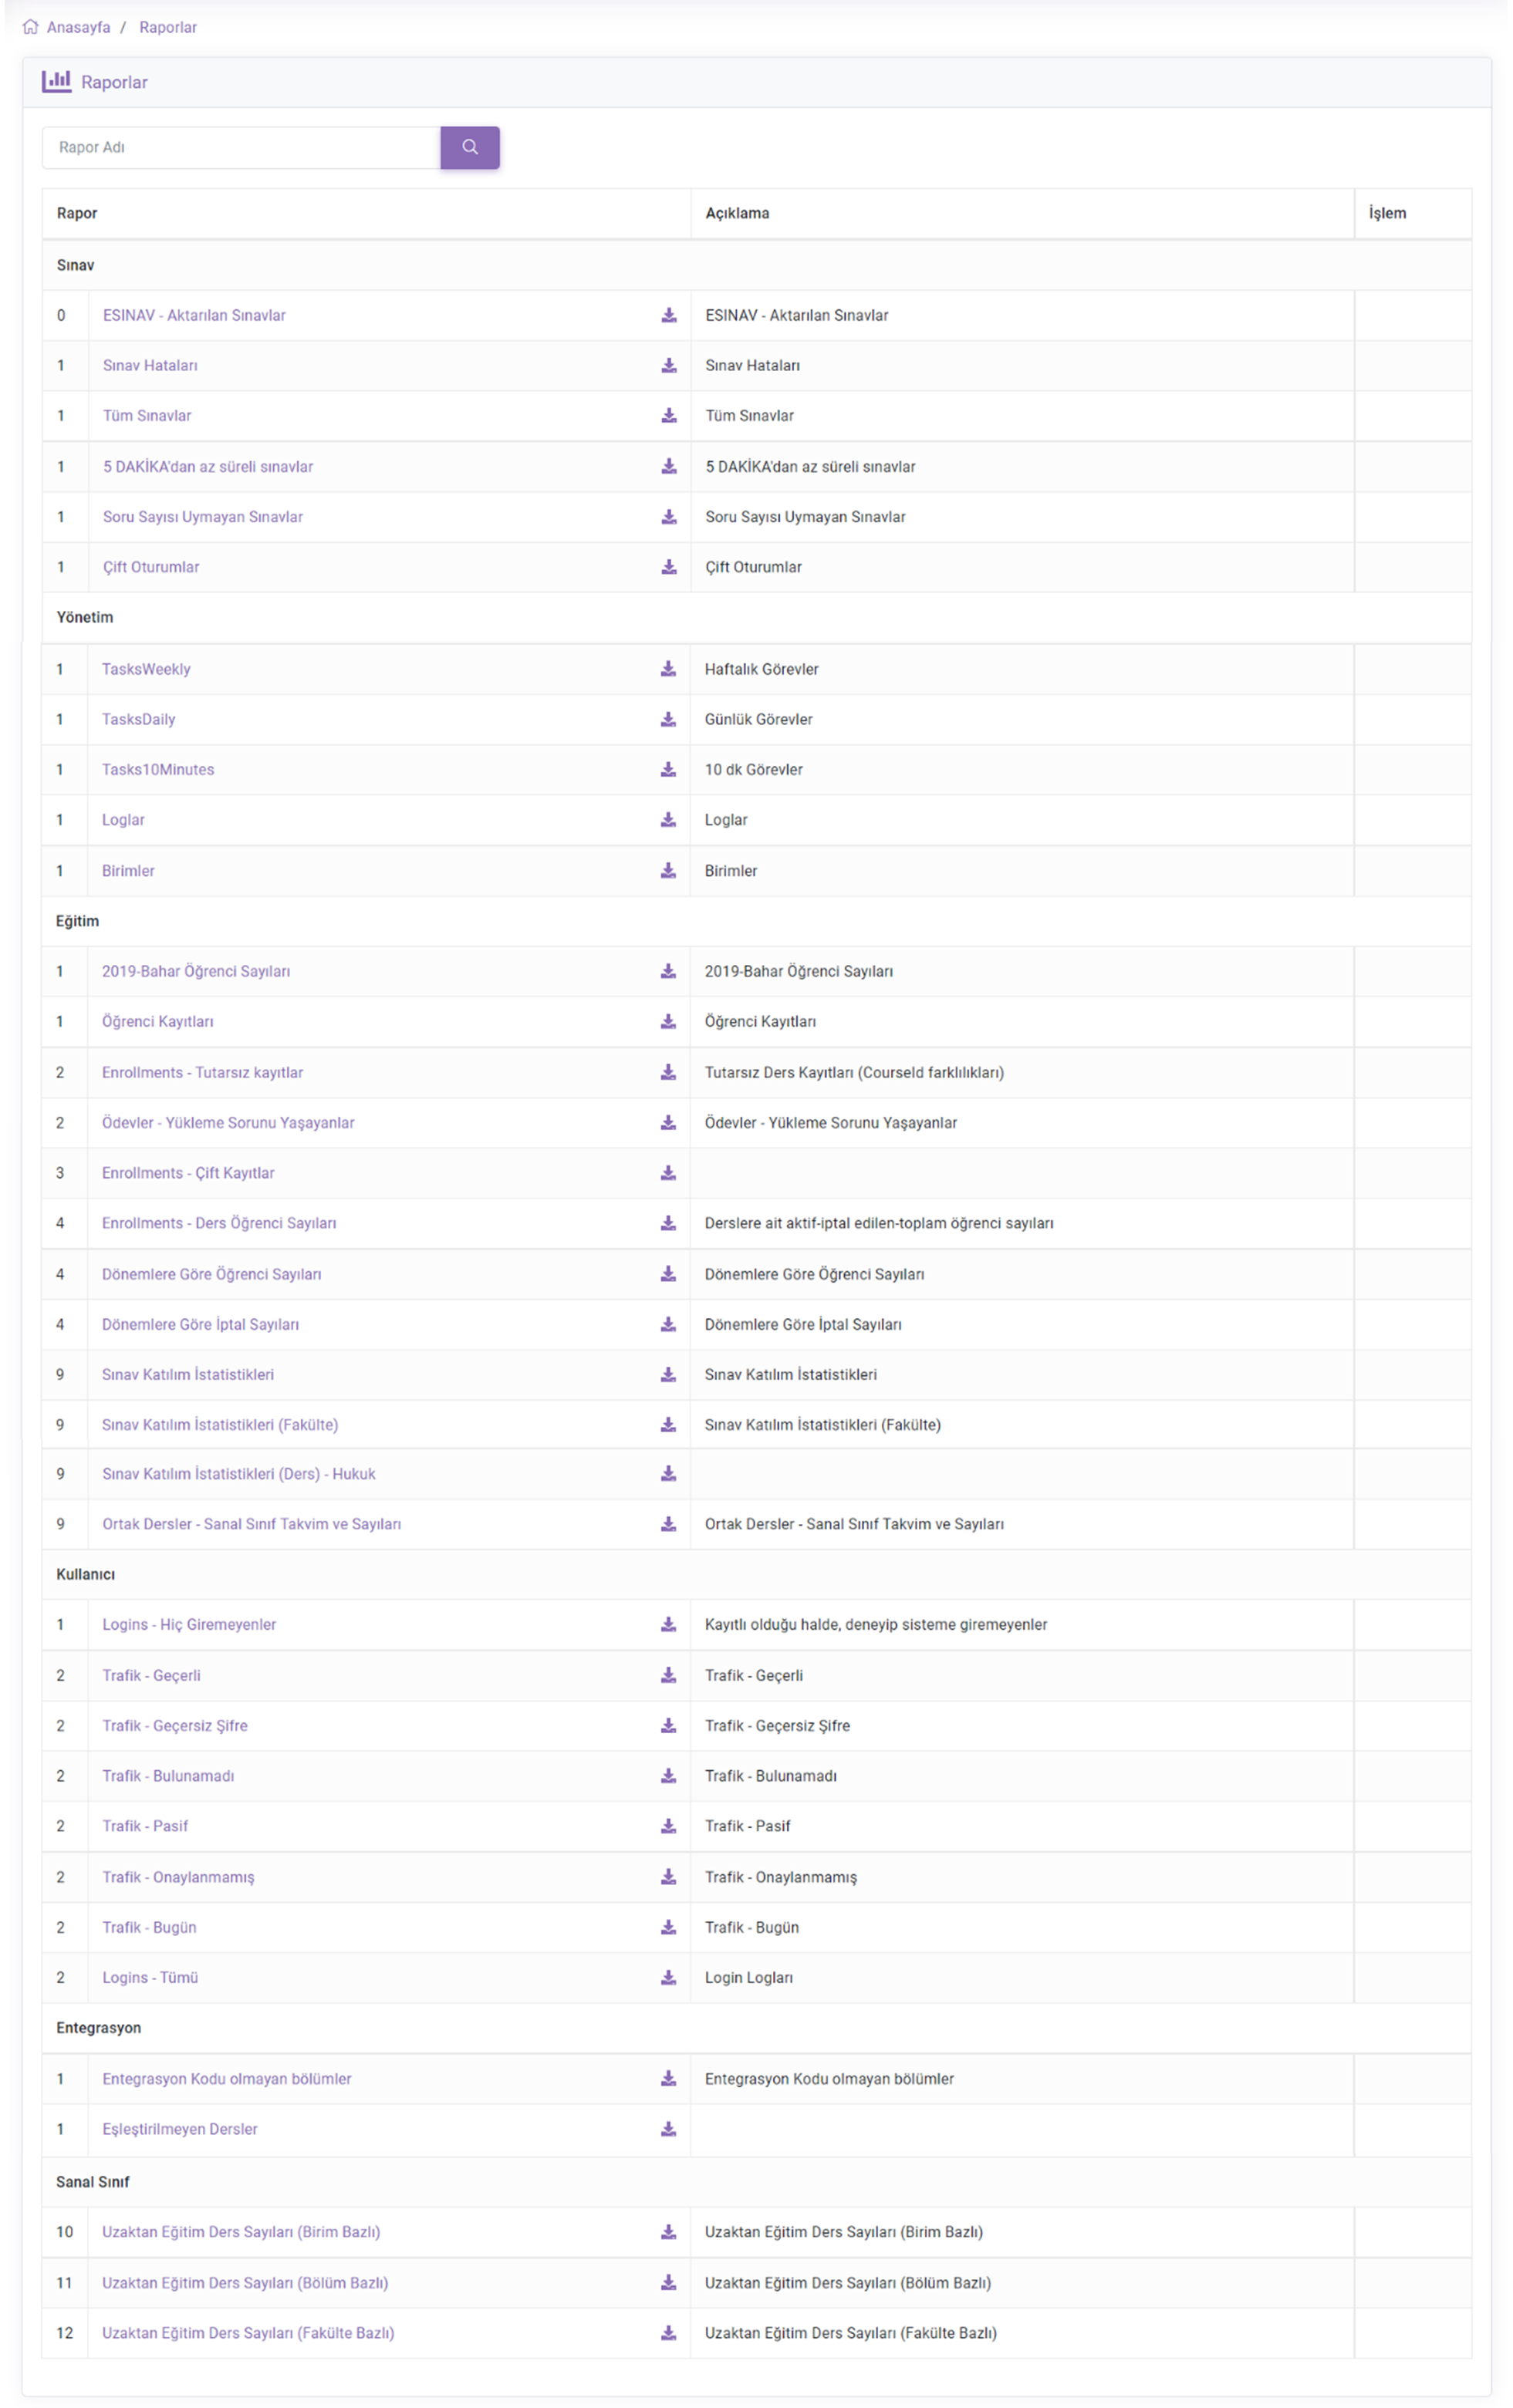 Anasayfa / Raporlar
Raporlar
Rapor Adı
Rapor Açıklama İşlem
Sınav
0 ESINAV - Aktarılan Sınavlar ESINAV - Aktarılan Sınavlar
1 Sınav Hataları Sınav Hataları
1 Tüm Sınavlar Tüm Sınavlar
1 5 DAKİKA'dan az süreli sınavlar 5 DAKİKA'dan az süreli sınavlar
1 Soru Sayısı Uymayan Sınavlar Soru Sayısı Uymayan Sınavlar
1 Çift Oturumlar Çift Oturumlar
Yönetim
1 TasksWeekly Haftalık Görevler
1 TasksDaily Günlük Görevler
1 Tasks10Minutes 10 dk Görevler
1 Loglar Loglar
1 Birimler Birimler
Eğitim
1 2019-Bahar Öğrenci Sayıları 2019-Bahar Öğrenci Sayıları
1 Öğrenci Kayıtları Öğrenci Kayıtları
2 Enrollments - Tutarsız kayıtlar Tutarsız Ders Kayıtları (CourseId farklılıkları)
2 Ödevler - Yükleme Sorunu Yaşayanlar Ödevler - Yükleme Sorunu Yaşayanlar
3 Enrollments - Çift Kayıtlar
4 Enrollments - Ders Öğrenci Sayıları Derslere ait aktif-iptal edilen-toplam öğrenci sayıları
4 Dönemlere Göre Öğrenci Sayıları Dönemlere Göre Öğrenci Sayıları
4 Dönemlere Göre İptal Sayıları Dönemlere Göre İptal Sayıları
9 Sınav Katılım İstatistikleri Sınav Katılım İstatistikleri
9 Sınav Katılım İstatistikleri (Fakülte) Sınav Katılım İstatistikleri (Fakülte)
9 Sınav Katılım İstatistikleri (Ders) - Hukuk
9 Ortak Dersler - Sanal Sınıf Takvim ve Sayıları Ortak Dersler - Sanal Sınıf Takvim ve Sayıları
Kullanıcı
1 Logins - Hiç Giremeyenler Kayıtlı olduğu halde, deneyip sisteme giremeyenler
2 Trafik - Geçerli Trafik - Geçerli
2 Trafik - Geçersiz Şifre Trafik - Geçersiz Şifre
2 Trafik - Bulunamadı Trafik - Bulunamadı
2 Trafik - Pasif Trafik - Pasif
2 Trafik - Onaylanmamış Trafik - Onaylanmamış
2 Trafik - Bugün Trafik - Bugün
2 Logins - Tümü Login Logları
Entegrasyon
1 Entegrasyon Kodu olmayan bölümler Entegrasyon Kodu olmayan bölümler
1 Eşleştirilmeyen Dersler
Sanal Sınıf
10 Uzaktan Eğitim Ders Sayıları (Birim Bazlı) Uzaktan Eğitim Ders Sayıları (Birim Bazlı)
11 Uzaktan Eğitim Ders Sayıları (Bölüm Bazlı) Uzaktan Eğitim Ders Sayıları (Bölüm Bazlı)
12 Uzaktan Eğitim Ders Sayıları (Fakülte Bazlı) Uzaktan Eğitim Ders Sayıları (Fakülte Bazlı)